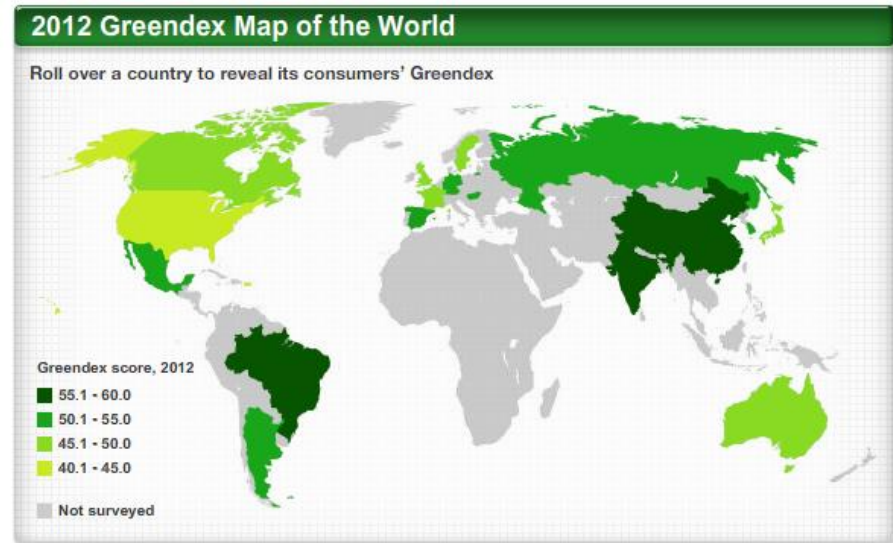 2012 Greendex Map of the World
Roll over a country to reveal its consumers' Greendex
Greendex score, 2012
55.1 - 60.0
50.1 - 55.0
45.1 - 50.0
40.1 - 45.0
Not surveyed